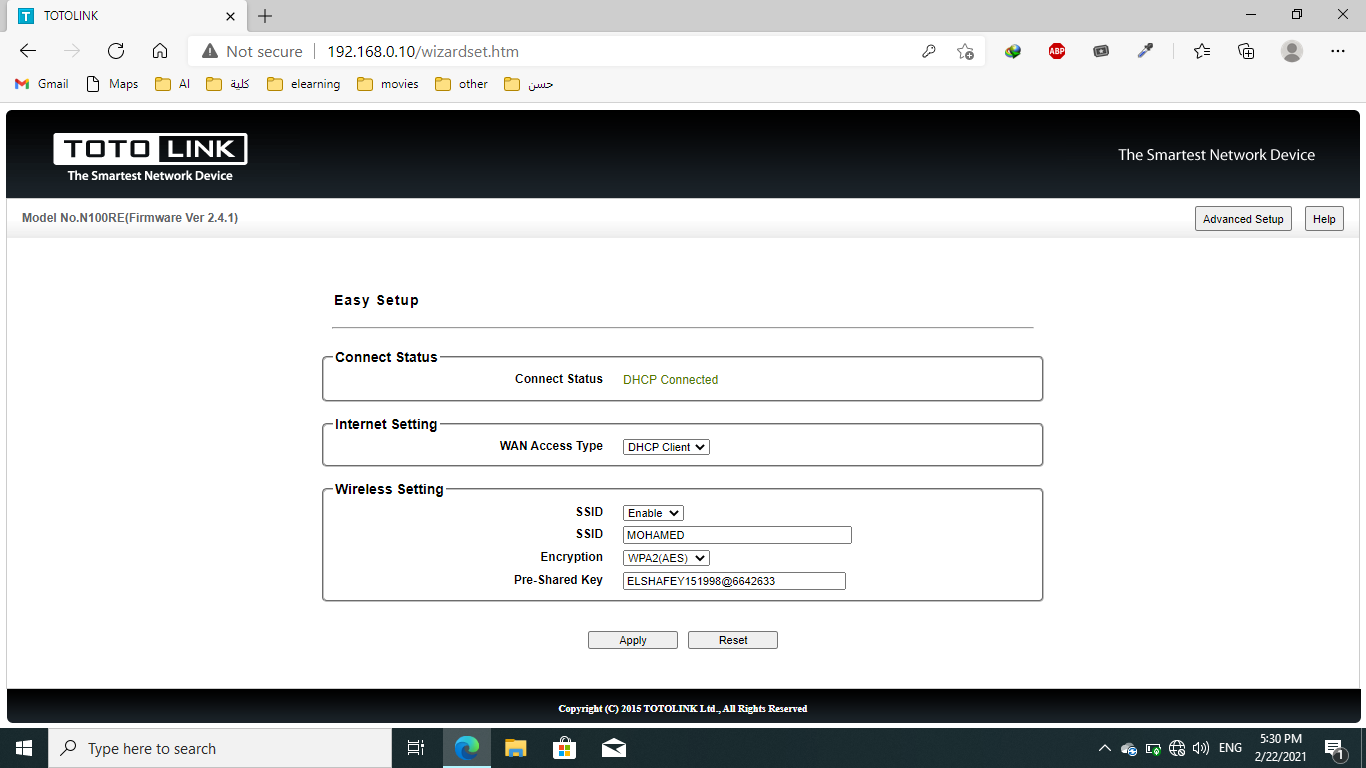 TOTOLINK
Not secure 192.168.0.10/wizardset.htm
ABP
Gmail Maps AI كلية elearning movies other حسن
TOTO LINK
The Smartest Network Device
The Smartest Network Device
Model No.N100RE(Firmware Ver 2.4.1)
Advanced Setup Help
Easy Setup
Connect Status
Connect Status DHCP Connected
Internet Setting
WAN Access Type DHCP Client
Wireless Setting
SSID Enable
SSID MOHAMED
Encryption WPA2(AES)
Pre-Shared Key ELSHAFEY151998@6642633
Apply Reset
Copyright (C) 2015 TOTOLINK Ltd., All Rights Reserved
Type here to search
ENG
5:30 PM
2/22/2021
1